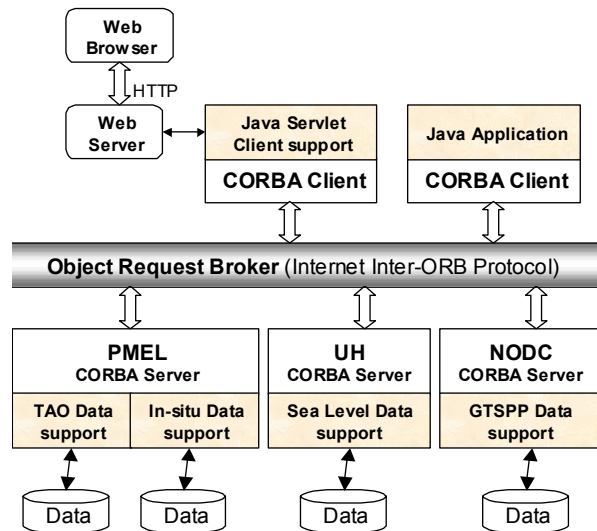 Web
Browser
HTTP
Web
Server
Java Servlet
Client support
CORBA Client
Java Application
CORBA Client
Object Request Broker (Internet Inter-ORB Protocol)
PMEL
CORBA Server
TAO Data
support
In-situ Data
support
UH
CORBA Server
Sea Level Data
support
NODC
CORBA Server
GTSPP Data
support
Data
Data
Data
Data